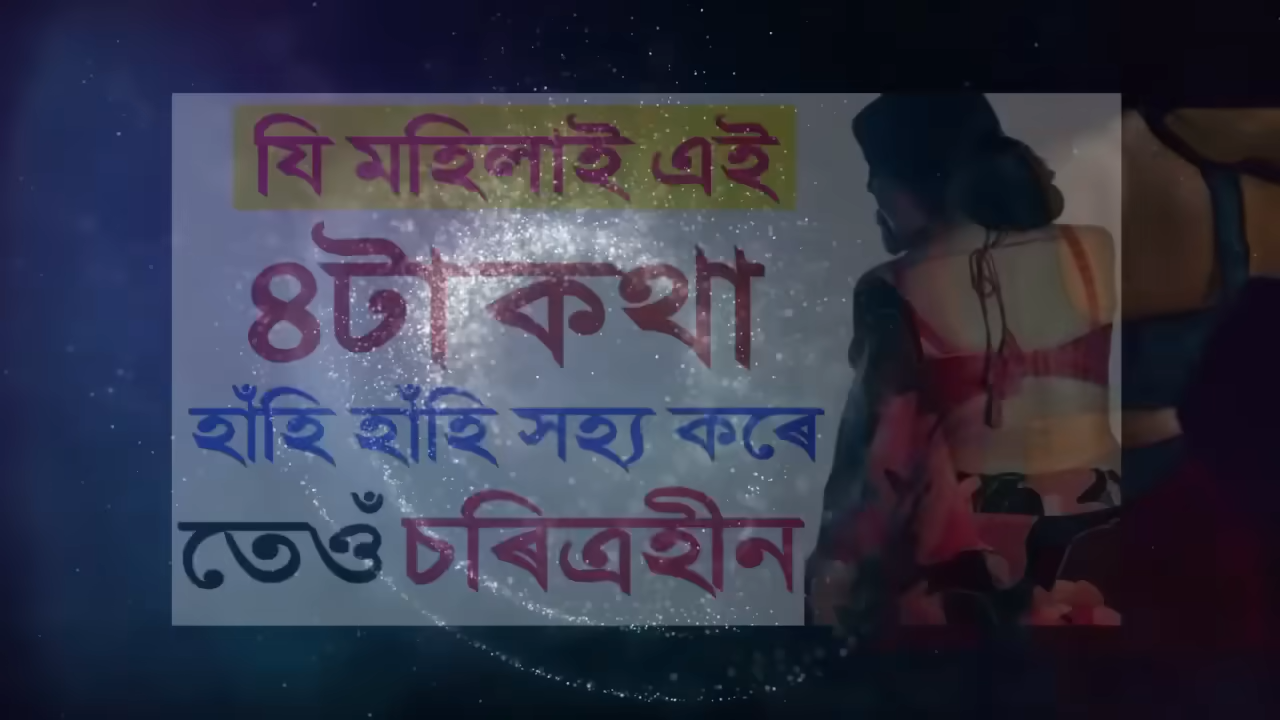 যি মহিলাই এই
৪টা কথা
হাঁহি হাঁহি সহ্য কৰে
তেওঁ চৰিত্ৰহীন